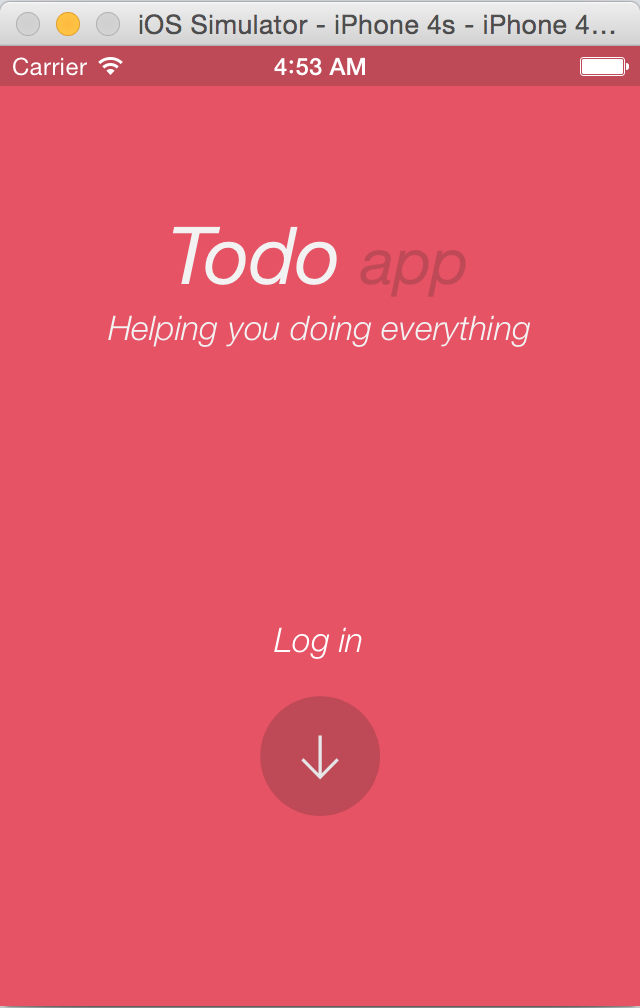 iOS Simulator - iPhone 4s - iPhone 4...
Carrier 4:53 AM
Todo app
Helping you doing everything
Log in